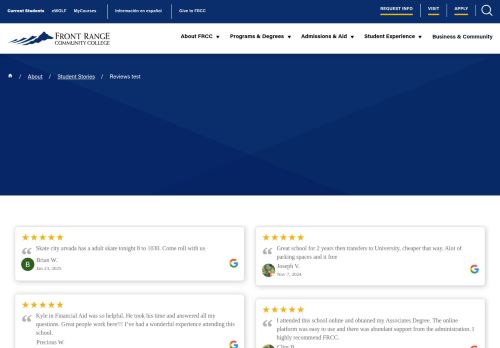 Current Students eWOLF MyCourses Información en español Give to FRCC REQUEST INFO VISIT APPLY
FRONT RANGE
COMMUNITY COLLEGE
About FRCC Programs & Degrees Admissions & Aid Student Experience Business & Community
/ About / Student Stories / Reviews test
Skate city arvada has a adult skate tonight 8 to 1030. Come roll with us
B
Brian W.
Jan 23, 2025
Great school for 2 years then transfers to University, cheaper that way. Alot of
parking spaces and it free
Joseph V.
Nov 7, 2024
Kyle in Financial Aid was so helpful. He took his time and answered all my
questions. Great people work here!!! I've had a wonderful experience attending this
school.
Precious W.
I attended this school online and obtained my Associates Degree. The online
platform was easy to use and there was abundant support from the administration. I
highly recommend FRCC.